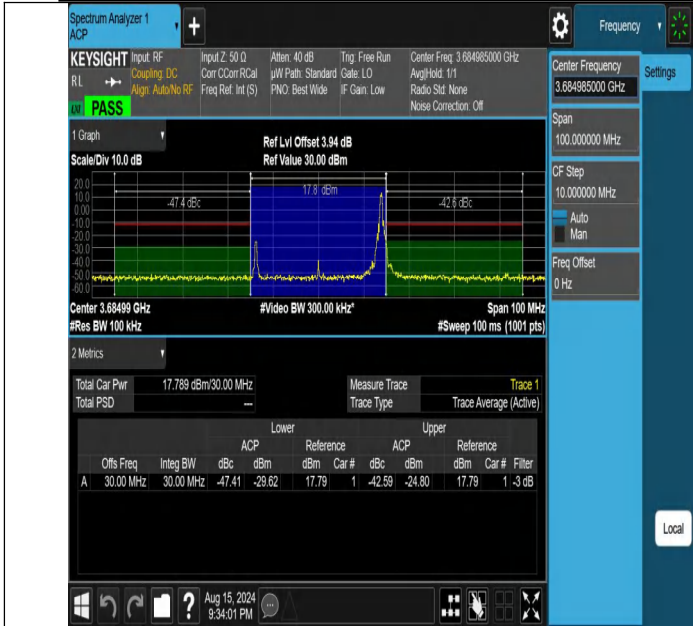 Spectrum Analyzer 1
ACP
+
Frequency
KEYSIGHT
RL
PASS
Input: RF
Coupling: DC
Align: Auto/No RF
Input Z: 50 Ω
Corr CCorr RCal
Freq Ref: Int (S)
Atten: 40 dB
µW Path: Standard
PNO: Best Wide
Trig: Free Run
Gate: LO
IF Gain: Low
Center Freq: 3.684985000 GHz
Avg|Hold: 1/1
Radio Std: None
Noise Correction: Off
Center Frequency
3.684985000 GHz
Settings
Span
100.000000 MHz
CF Step
10.000000 MHz
Auto
Man
Freq Offset
0 Hz
Local
1 Graph
Scale/Div 10.0 dB
Ref Lvl Offset 3.94 dB
Ref Value 30.00 dBm
20.0
10.0
0.00
-10.0
-20.0
-30.0
-40.0
-50.0
-60.0
-47.4 dBc
17.8 dBm
-42.6 dBc
Center 3.68499 GHz
#Video BW 300.00 kHz*
Span 100 MHz
#Res BW 100 kHz
#Sweep 100 ms (1001 pts)
2 Metrics
Total Car Pwr 17.789 dBm/30.00 MHz
Total PSD ---
Measure Trace Trace 1
Trace Type Trace Average (Active)
Lower Upper
ACP Reference ACP Reference
Offs Freq Integ BW dBc dBm dBm Car # dBc dBm dBm Car # Filter
A 30.00 MHz 30.00 MHz -47.41 -29.62 17.79 1 -42.59 -24.80 17.79 1 -3 dB
?
Aug 15, 2024
9:34:01 PM